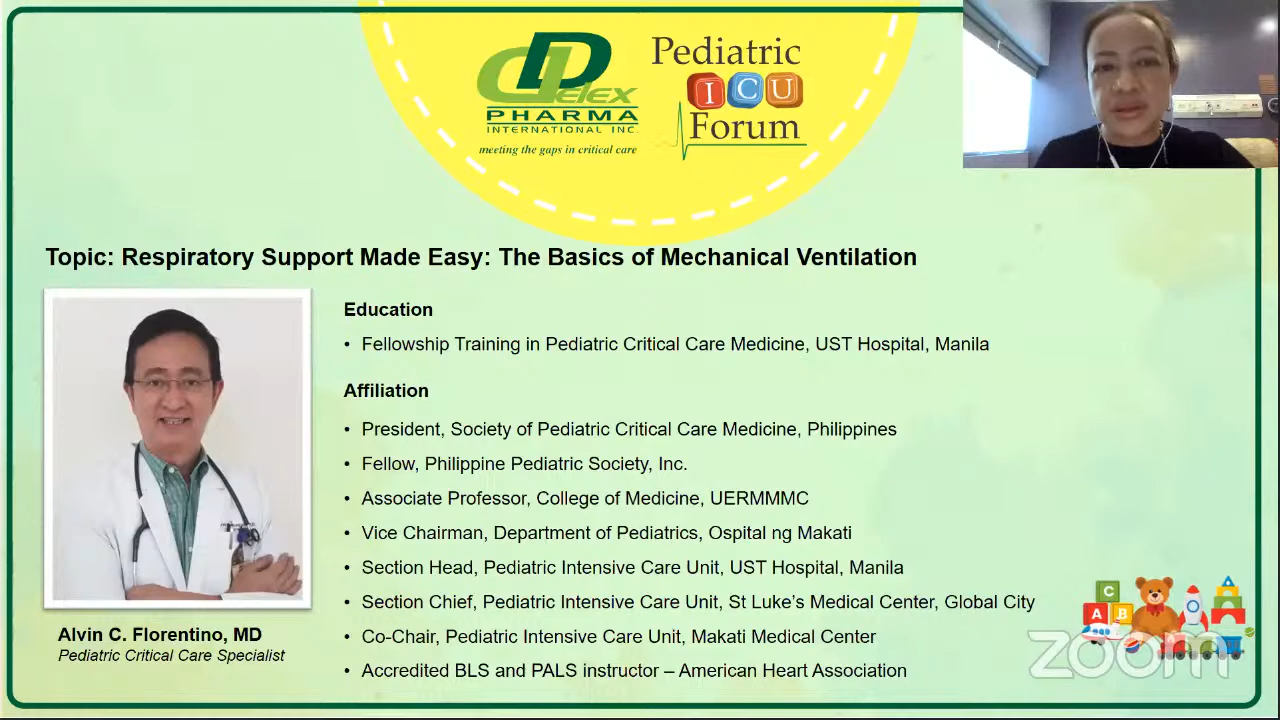 Delex
PHARMA
INTERNATIONAL INC.
meeting the gaps in critical care
Pediatric
ICU
Forum
Topic: Respiratory Support Made Easy: The Basics of Mechanical Ventilation
Education
• Fellowship Training in Pediatric Critical Care Medicine, UST Hospital, Manila
Affiliation
• President, Society of Pediatric Critical Care Medicine, Philippines
• Fellow, Philippine Pediatric Society, Inc.
• Associate Professor, College of Medicine, UERMMMC
• Vice Chairman, Department of Pediatrics, Ospital ng Makati
• Section Head, Pediatric Intensive Care Unit, UST Hospital, Manila
• Section Chief, Pediatric Intensive Care Unit, St Luke's Medical Center, Global City
• Co-Chair, Pediatric Intensive Care Unit, Makati Medical Center
• Accredited BLS and PALS instructor – American Heart Association
Alvin C. Florentino, MD
Pediatric Critical Care Specialist
C
A B
zoom